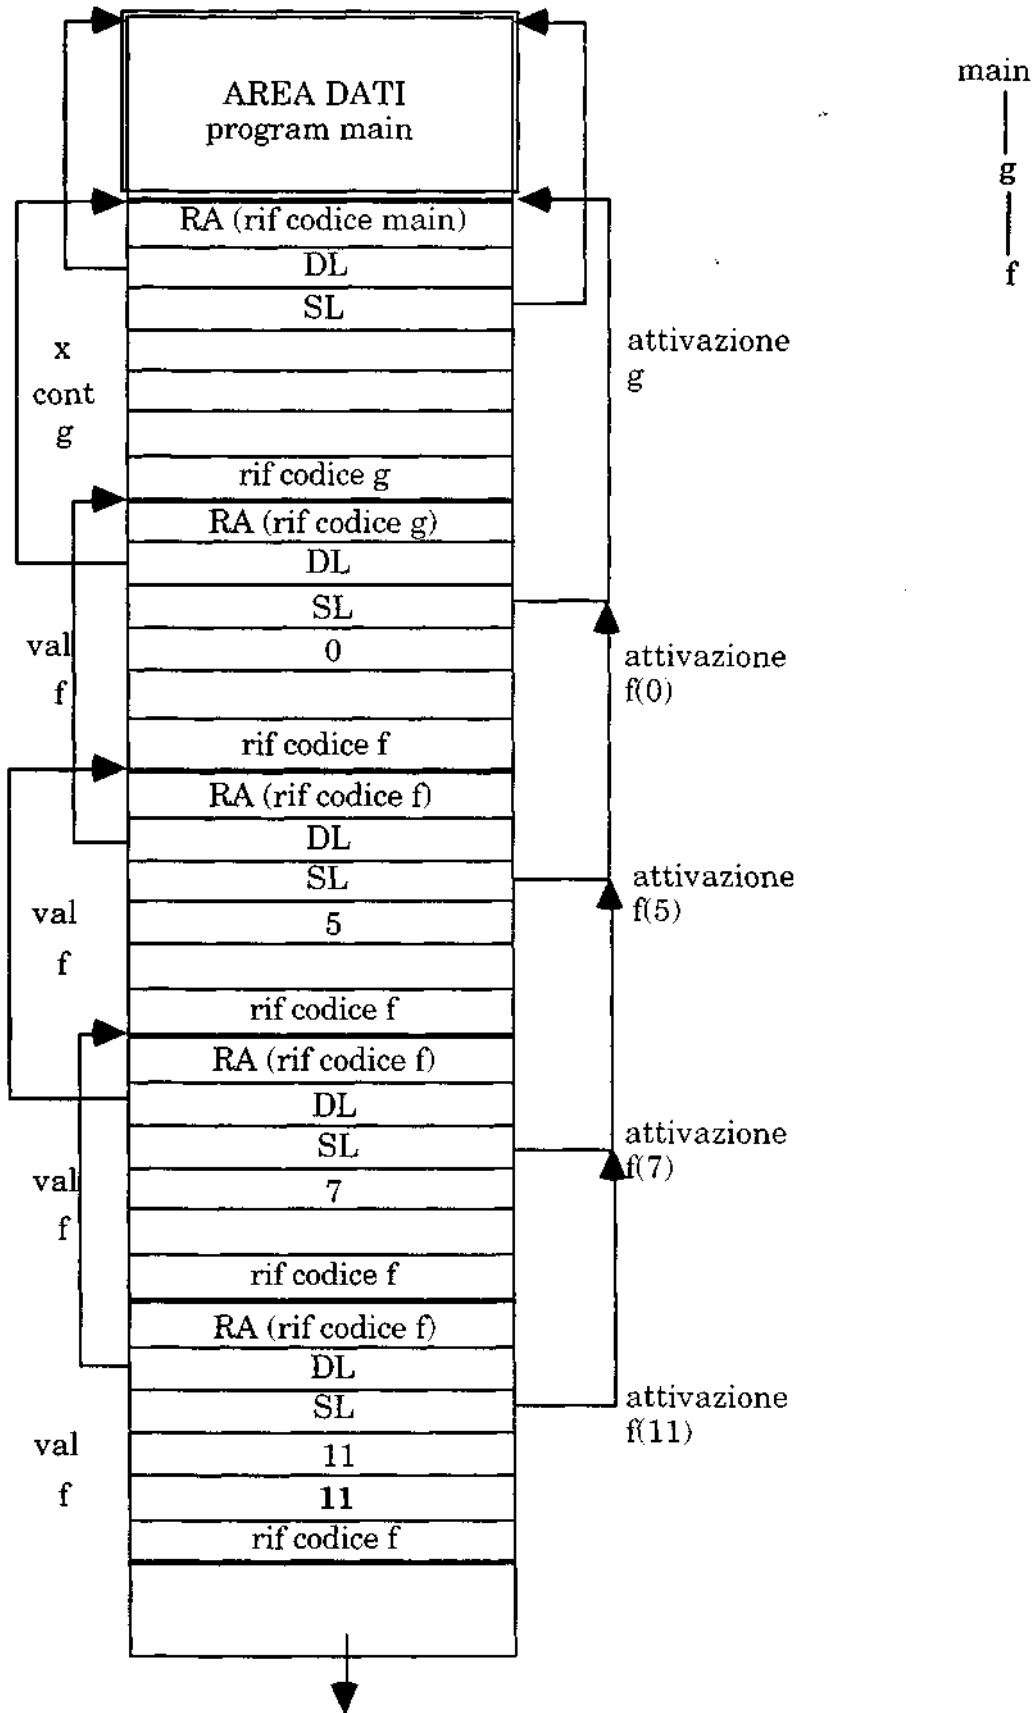 AREA DATI
program main
main
g
f
RA (rif codice main)
DL
SL
x
cont
g
attivazione
g
rif codice g
RA (rif codice g)
DL
SL
val
f
0
attivazione
f(0)
rif codice f
RA (rif codice f)
DL
SL
val
f
5
attivazione
f(5)
rif codice f
RA (rif codice f)
DL
SL
val
f
7
attivazione
f(7)
rif codice f
RA (rif codice f)
DL
SL
val
f
11
11
attivazione
f(11)
rif codice f